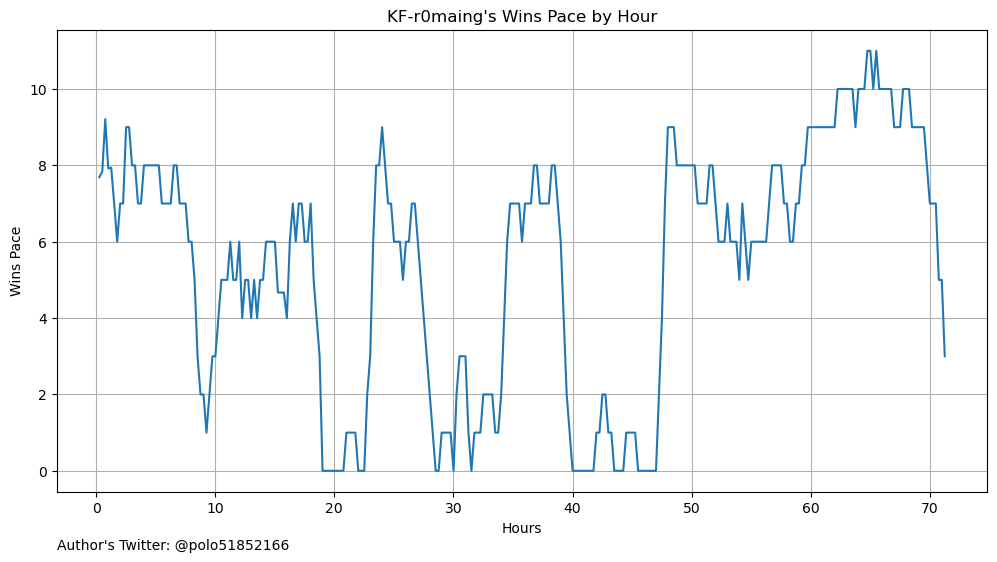 KF-r0maing's Wins Pace by Hour
Wins Pace
10
8
6
4
2
0
0 10 20 30 40 50 60 70
Hours
Author's Twitter: @polo51852166